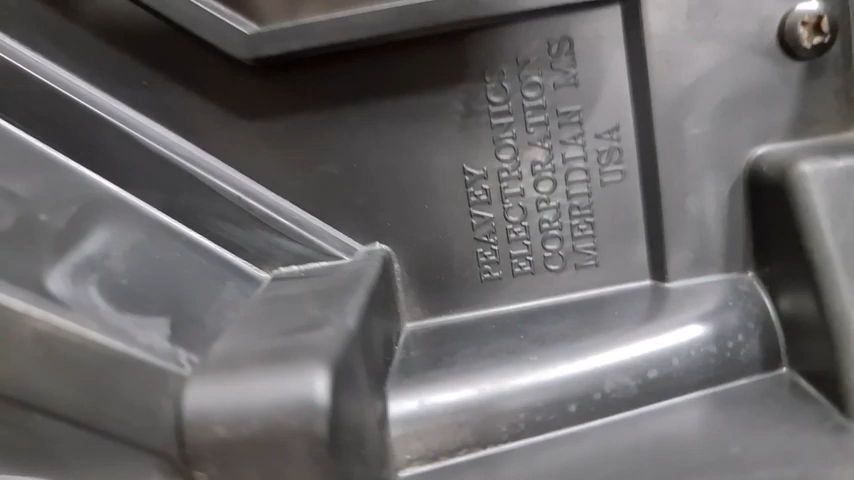 PEAVEY
ELECTRONICS
CORPORATION
MERIDIAN MS
USA